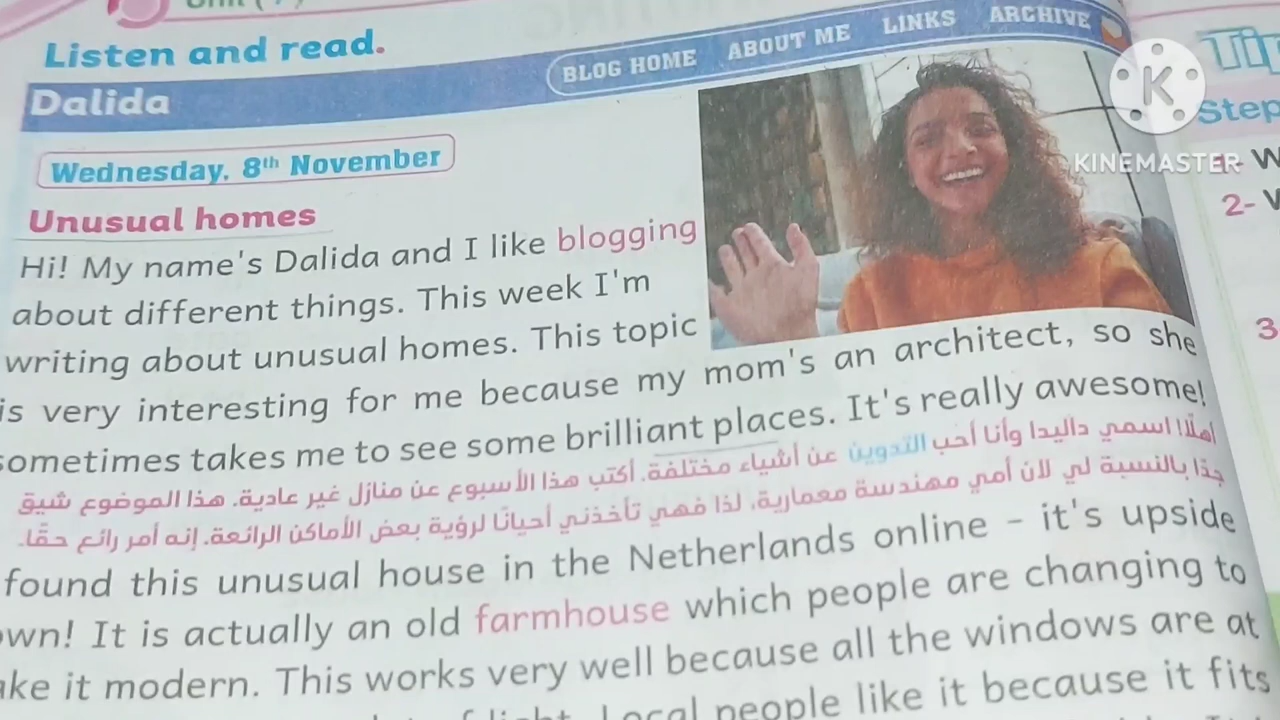 Listen and read.
BLOG HOME ABOUT ME LINKS ARCHIVE
Dalida
Wednesday, 8th November
Unusual homes
Hi! My name's Dalida and I like blogging
about different things. This week I'm
writing about unusual homes. This topic
is very interesting for me because my mom's an architect, so she
sometimes takes me to see some brilliant places. It's really awesome!
أهلًا! اسمي داليدا وأنا أحب التدوين عن أشياء مختلفة. أكتب هذا الأسبوع عن منازل غير عادية. هذا الموضوع شيق
جدًا بالنسبة لي لأن أمي مهندسة معمارية، لذا فهي تأخذني أحيانًا لرؤية بعض الأماكن الرائعة. إنه أمر رائع حقًا.
found this unusual house in the Netherlands online – it's upside
own! It is actually an old farmhouse which people are changing to
ake it modern. This works very well because all the windows are at
of light. Local people like it because it fits
Tip
Step
1- W
2-
3
KINEMASTER